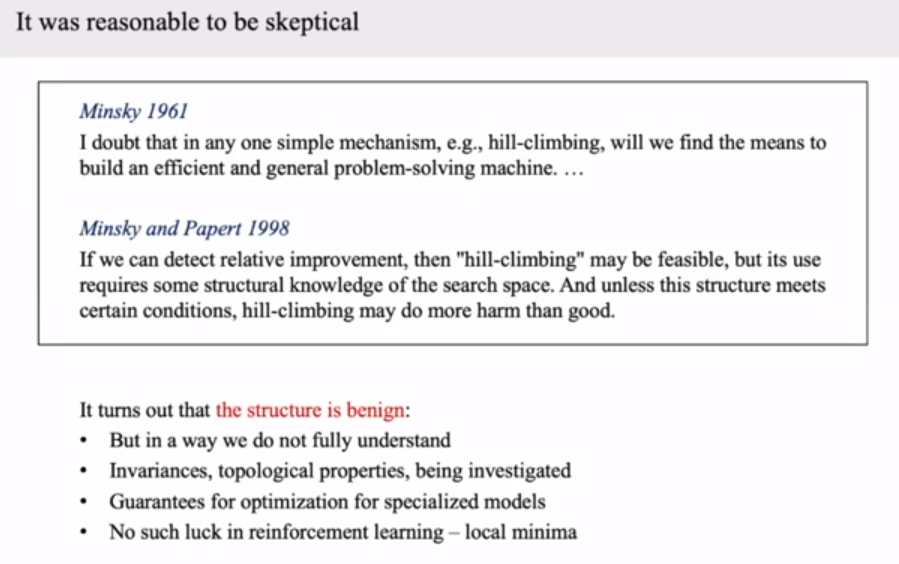 It was reasonable to be skeptical
Minsky 1961
I doubt that in any one simple mechanism, e.g., hill-climbing, will we find the means to
build an efficient and general problem-solving machine. …
Minsky and Papert 1998
If we can detect relative improvement, then "hill-climbing" may be feasible, but its use
requires some structural knowledge of the search space. And unless this structure meets
certain conditions, hill-climbing may do more harm than good.
It turns out that the structure is benign:
• But in a way we do not fully understand
• Invariances, topological properties, being investigated
• Guarantees for optimization for specialized models
• No such luck in reinforcement learning – local minima